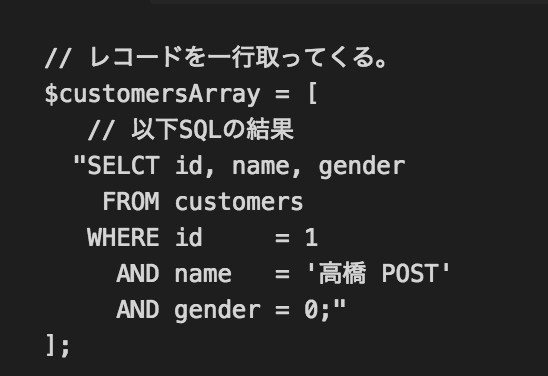 // レコードを一行取ってくる。
$customersArray = [
   // 以下SQLの結果
  "SELCT id, name, gender
    FROM customers
   WHERE id     = 1
     AND name   = '高橋 POST'
     AND gender = 0;"
];